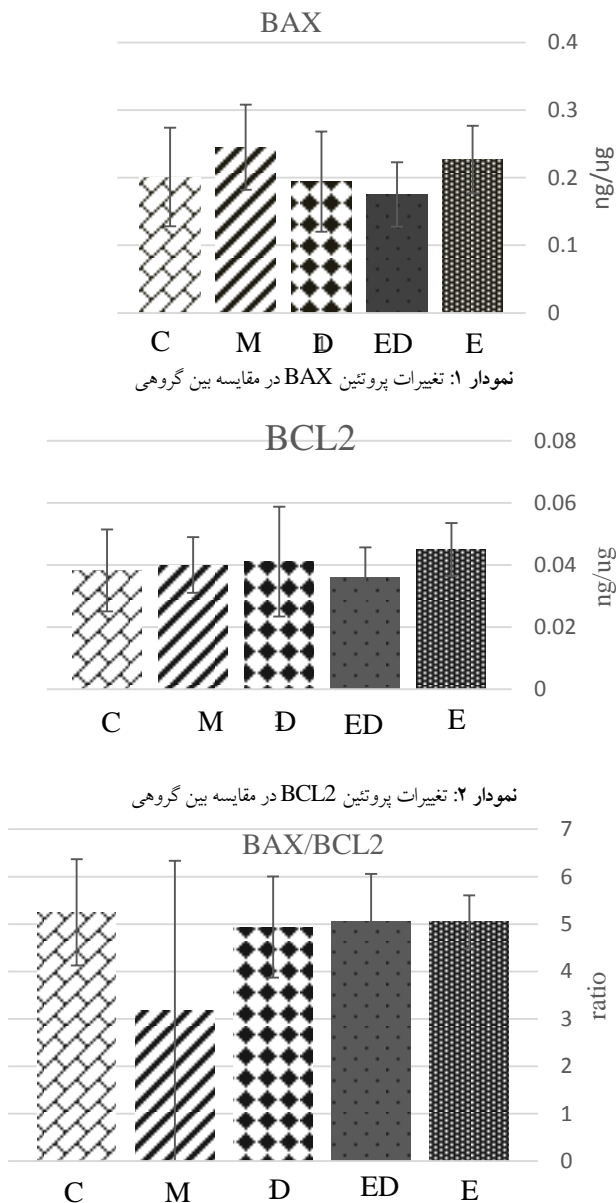 BAX
0.4
0.3
0.2
0.1
0
ng/ug
C M D ED E
نمودار ۱: تغییرات پروتئین BAX در مقایسه بین گروهی
BCL2
0.08
0.06
0.04
0.02
0
ng/ug
C M D ED E
نمودار ۲: تغییرات پروتئین BCL2 در مقایسه بین گروهی
BAX/BCL2
7
6
5
4
3
2
1
0
ratio
C M D ED E